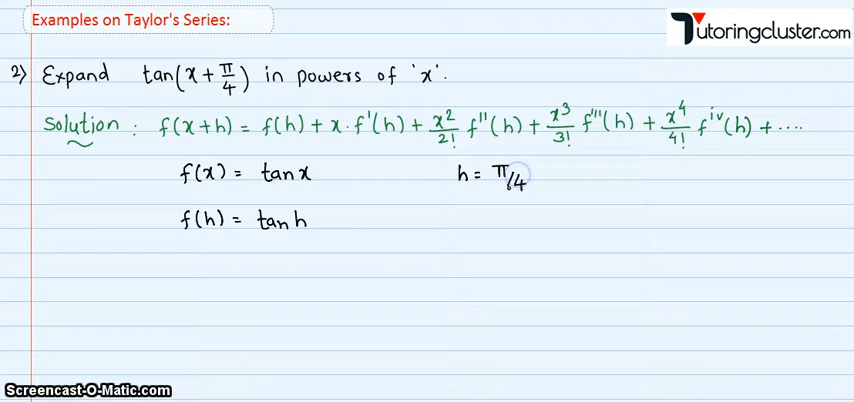 Examples on Taylor's Series:
Tutoringcluster.com
2) Expand tan(x + π/4) in powers of 'x'.
Solution : f(x+h) = f(h) + x · f'(h) + x²/2! f''(h) + x³/3! f'''(h) + x⁴/4! f^iv(h) + ....
f(x) = tan x h = π/4
f(h) = tan h
Screencast-O-Matic.com